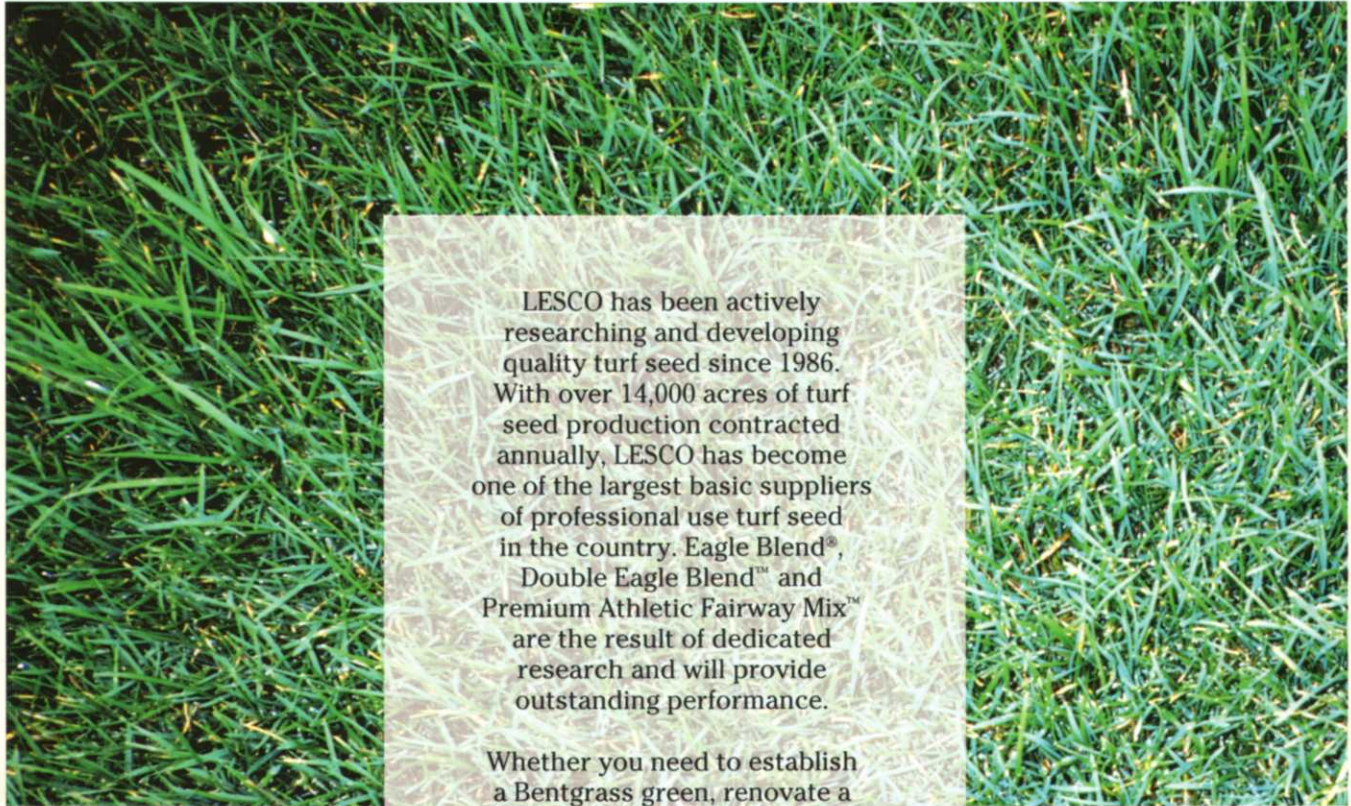 LESCO has been actively
researching and developing
quality turf seed since 1986.
With over 14,000 acres of turf
seed production contracted
annually, LESCO has become
one of the largest basic suppliers
of professional use turf seed
in the country. Eagle Blend®,
Double Eagle Blend™ and
Premium Athletic Fairway Mix™
are the result of dedicated
research and will provide
outstanding performance.
Whether you need to establish
a Bentgrass green, renovate a